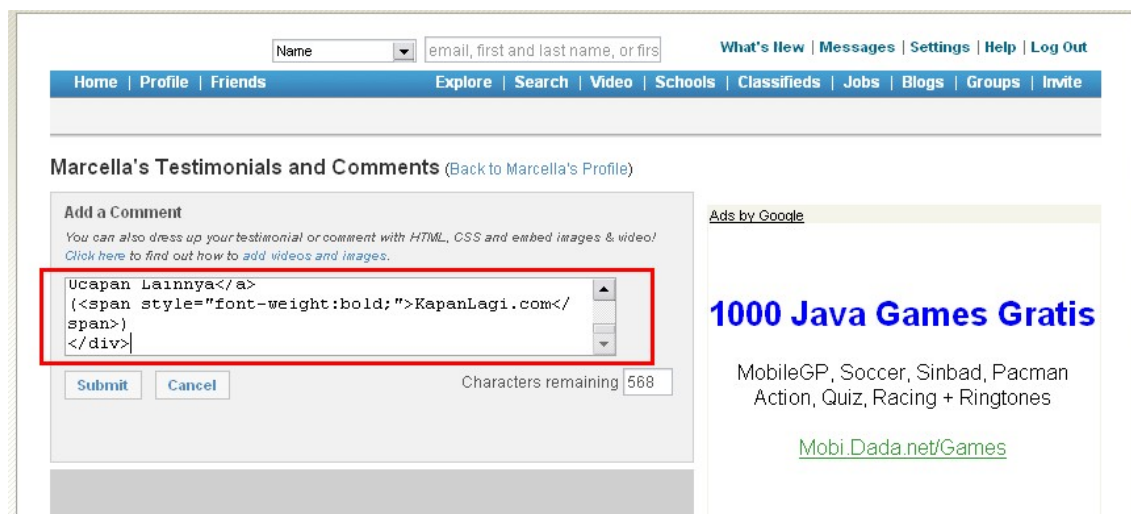 Name email, first and last name, or firs What's New | Messages | Settings | Help | Log Out
Home | Profile | Friends Explore | Search | Video | Schools | Classifieds | Jobs | Blogs | Groups | Invite
Marcella's Testimonials and Comments (Back to Marcella's Profile)
Add a Comment
You can also dress up your testimonial or comment with HTML, CSS and embed images & video!
Click here to find out how to add videos and images.
Ucapan Lainnya</a>
(<span style="font-weight:bold;">KapanLagi.com</
span>)
</div>
Submit Cancel Characters remaining 568
Ads by Google
1000 Java Games Gratis
MobileGP, Soccer, Sinbad, Pacman
Action, Quiz, Racing + Ringtones
Mobi.Dada.net/Games